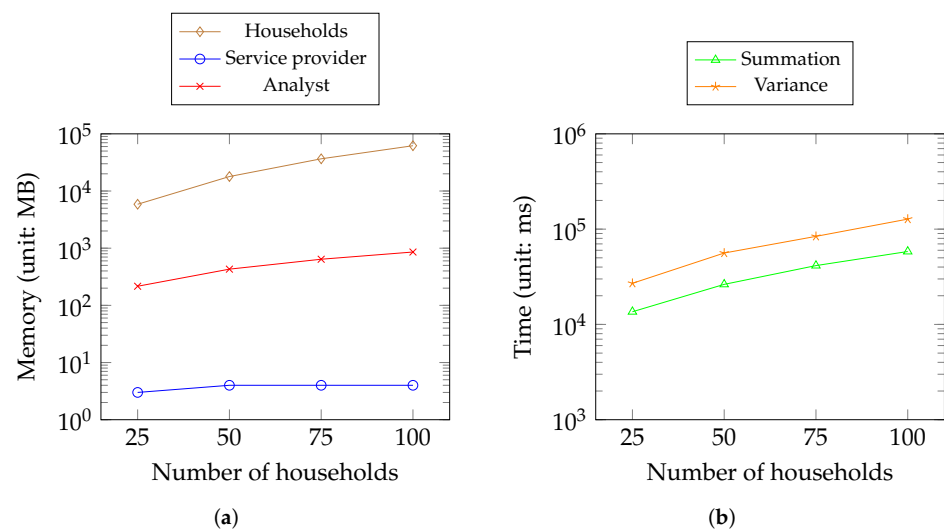 Households
Service provider
Analyst
10^5
10^4
10^3
10^2
10^1
10^0
Memory (unit: MB)
25 50 75 100
Number of households
(a)
Summation
Variance
10^6
10^5
10^4
10^3
Time (unit: ms)
25 50 75 100
Number of households
(b)